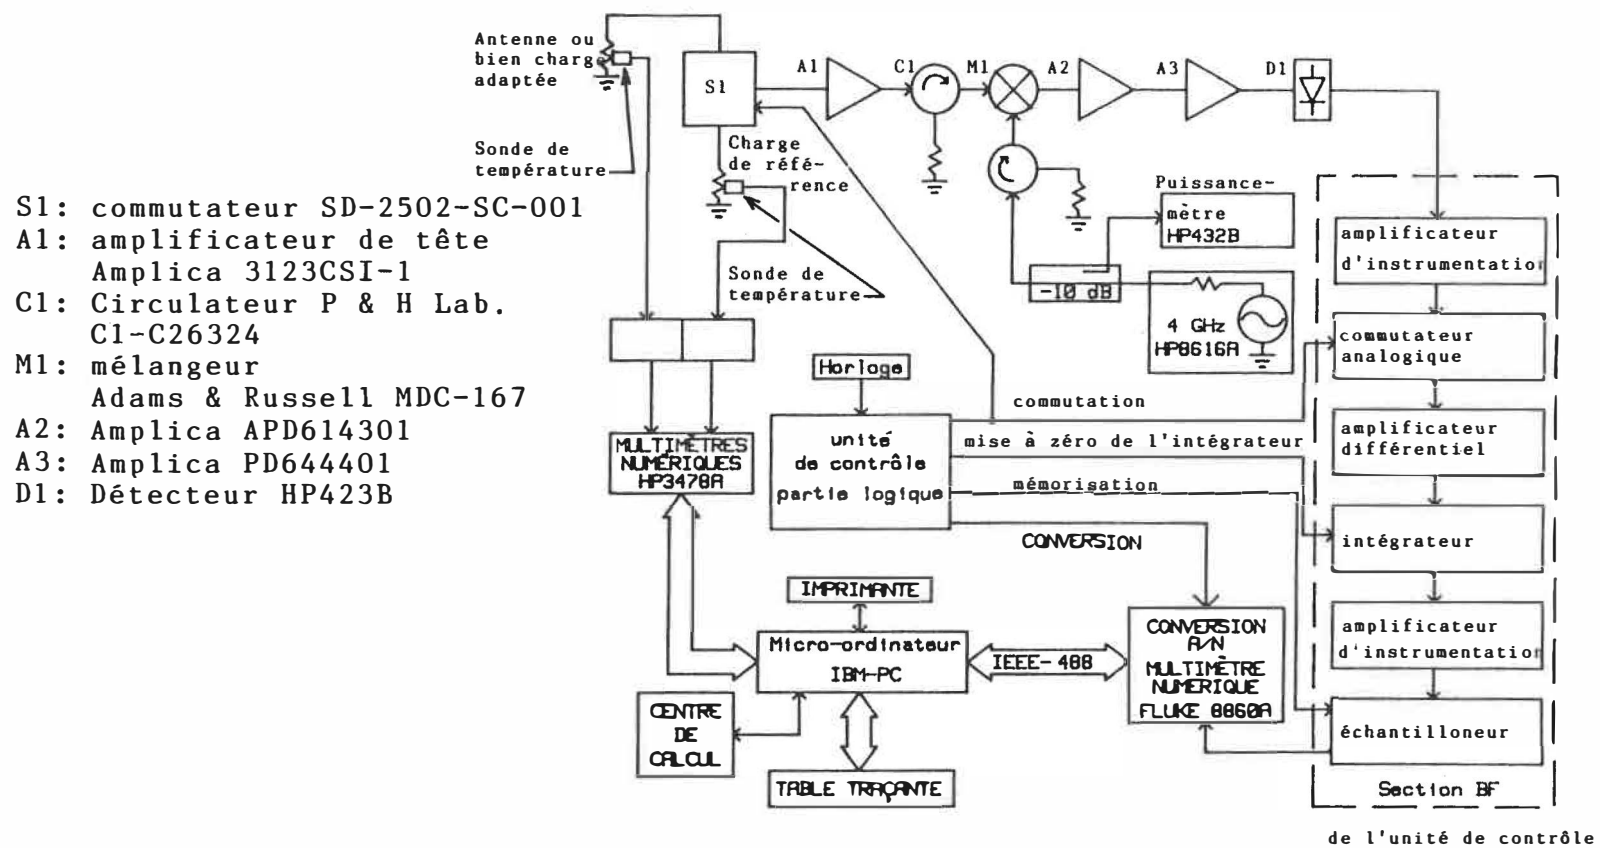 Antenne ou
bien charge
adaptée
Sonde de
température
S1
A1
C1
M1
A2
A3
D1
Charge
de réfé-
rence
Sonde de
température
Puissance-
mètre
HP432B
-10 dB
4 GHz
HP8616A
S1: commutateur SD-2502-SC-001
A1: amplificateur de tête
Amplica 3123CSI-1
C1: Circulateur P & H Lab.
C1-C26324
M1: mélangeur
Adams & Russell MDC-167
A2: Amplica APD614301
A3: Amplica PD644401
D1: Détecteur HP423B
MULTIMÈTRES
NUMÉRIQUES
HP3478A
Horloge
unité
de contrôle
partie logique
commutation
mise à zéro de l'intégrateur
mémorisation
CONVERSION
amplificateur
d'instrumentation
commutateur
analogique
amplificateur
différentiel
intégrateur
amplificateur
d'instrumentation
échantilloneur
Section BF
de l'unité de contrôle
IMPRIMANTE
Micro-ordinateur
IBM-PC
IEEE-488
CONVERSION
A/N
MULTIMÈTRE
NUMERIQUE
FLUKE 8860A
CENTRE
DE
CALCUL
TABLE TRAÇANTE